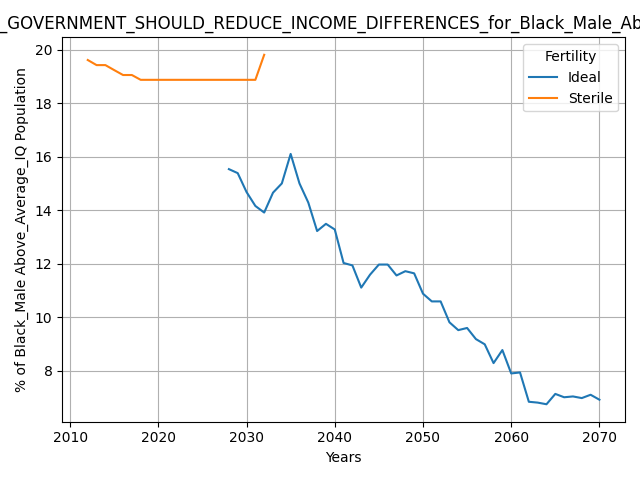 _GOVERNMENT_SHOULD_REDUCE_INCOME_DIFFERENCES_for_Black_Male_Ab
Fertility
Ideal
Sterile
% of Black_Male Above_Average_IQ Population
20
18
16
14
12
10
8
2010 2020 2030 2040 2050 2060 2070
Years